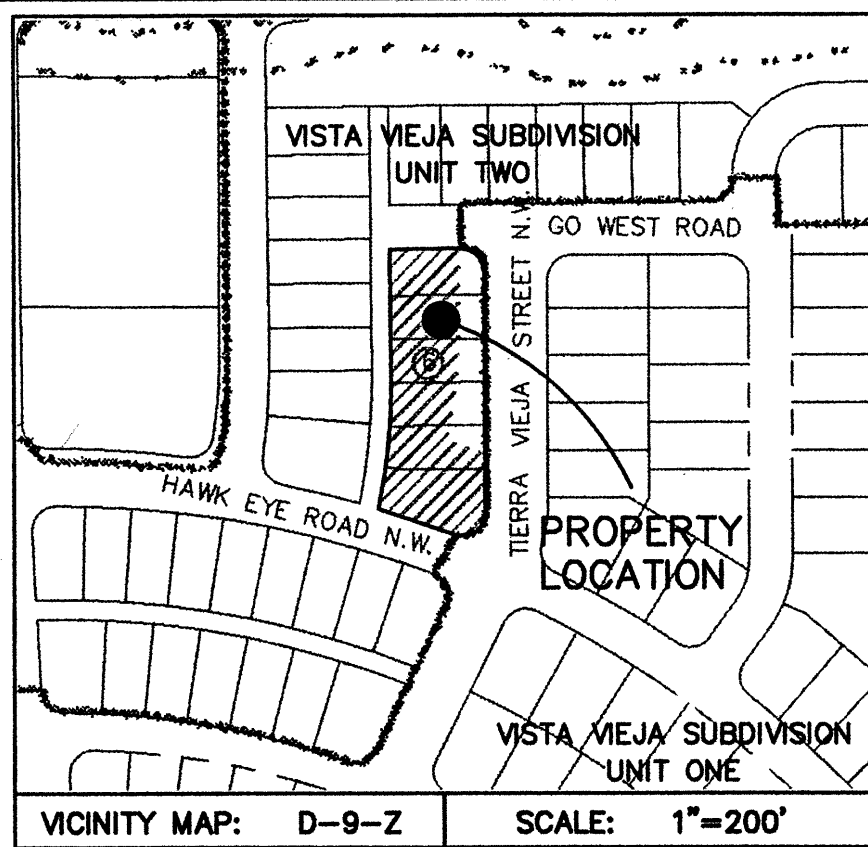 VISTA VIEJA SUBDIVISION
UNIT TWO
GO WEST ROAD
TIERRA VIEJA STREET N.W.
6
HAWK EYE ROAD N.W.
PROPERTY
LOCATION
VISTA VIEJA SUBDIVISION
UNIT ONE
VICINITY MAP: D-9-Z
SCALE: 1"=200'